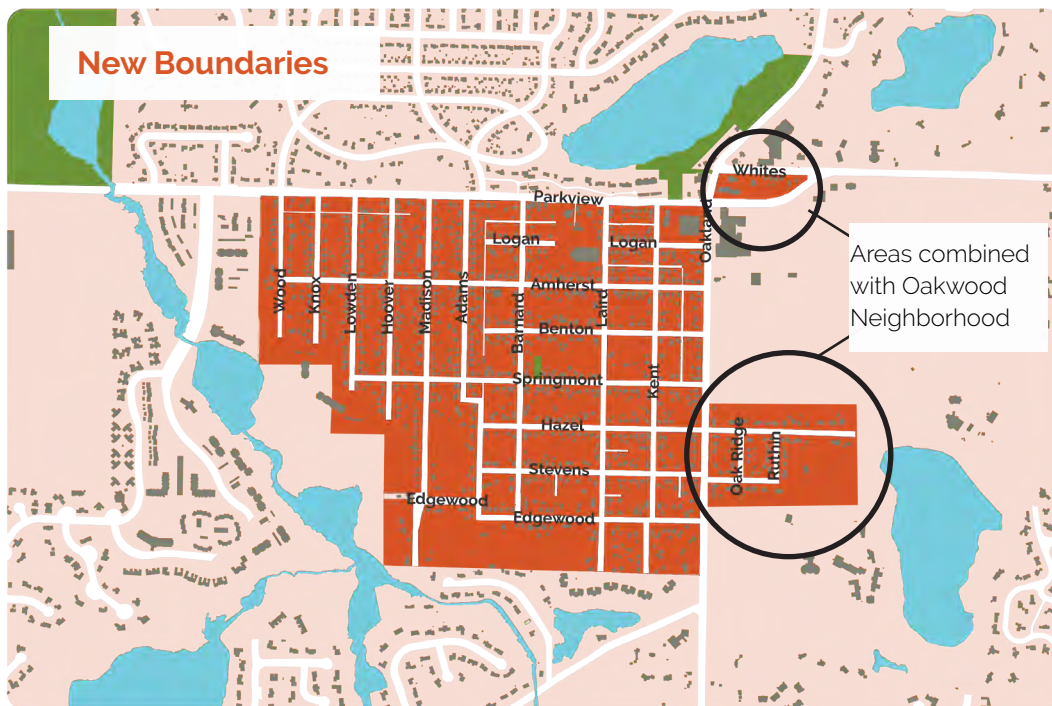 New Boundaries
Whites
Parkview
Oakland
Logan
Logan
Areas combined
with Oakwood
Neighborhood
Wood
Knox
Lowden
Hoover
Madison
Adams
Barnard
Amherst
Laird
Benton
Kent
Springmont
Hazel
Oak Ridge
Ruthin
Stevens
Edgewood
Edgewood